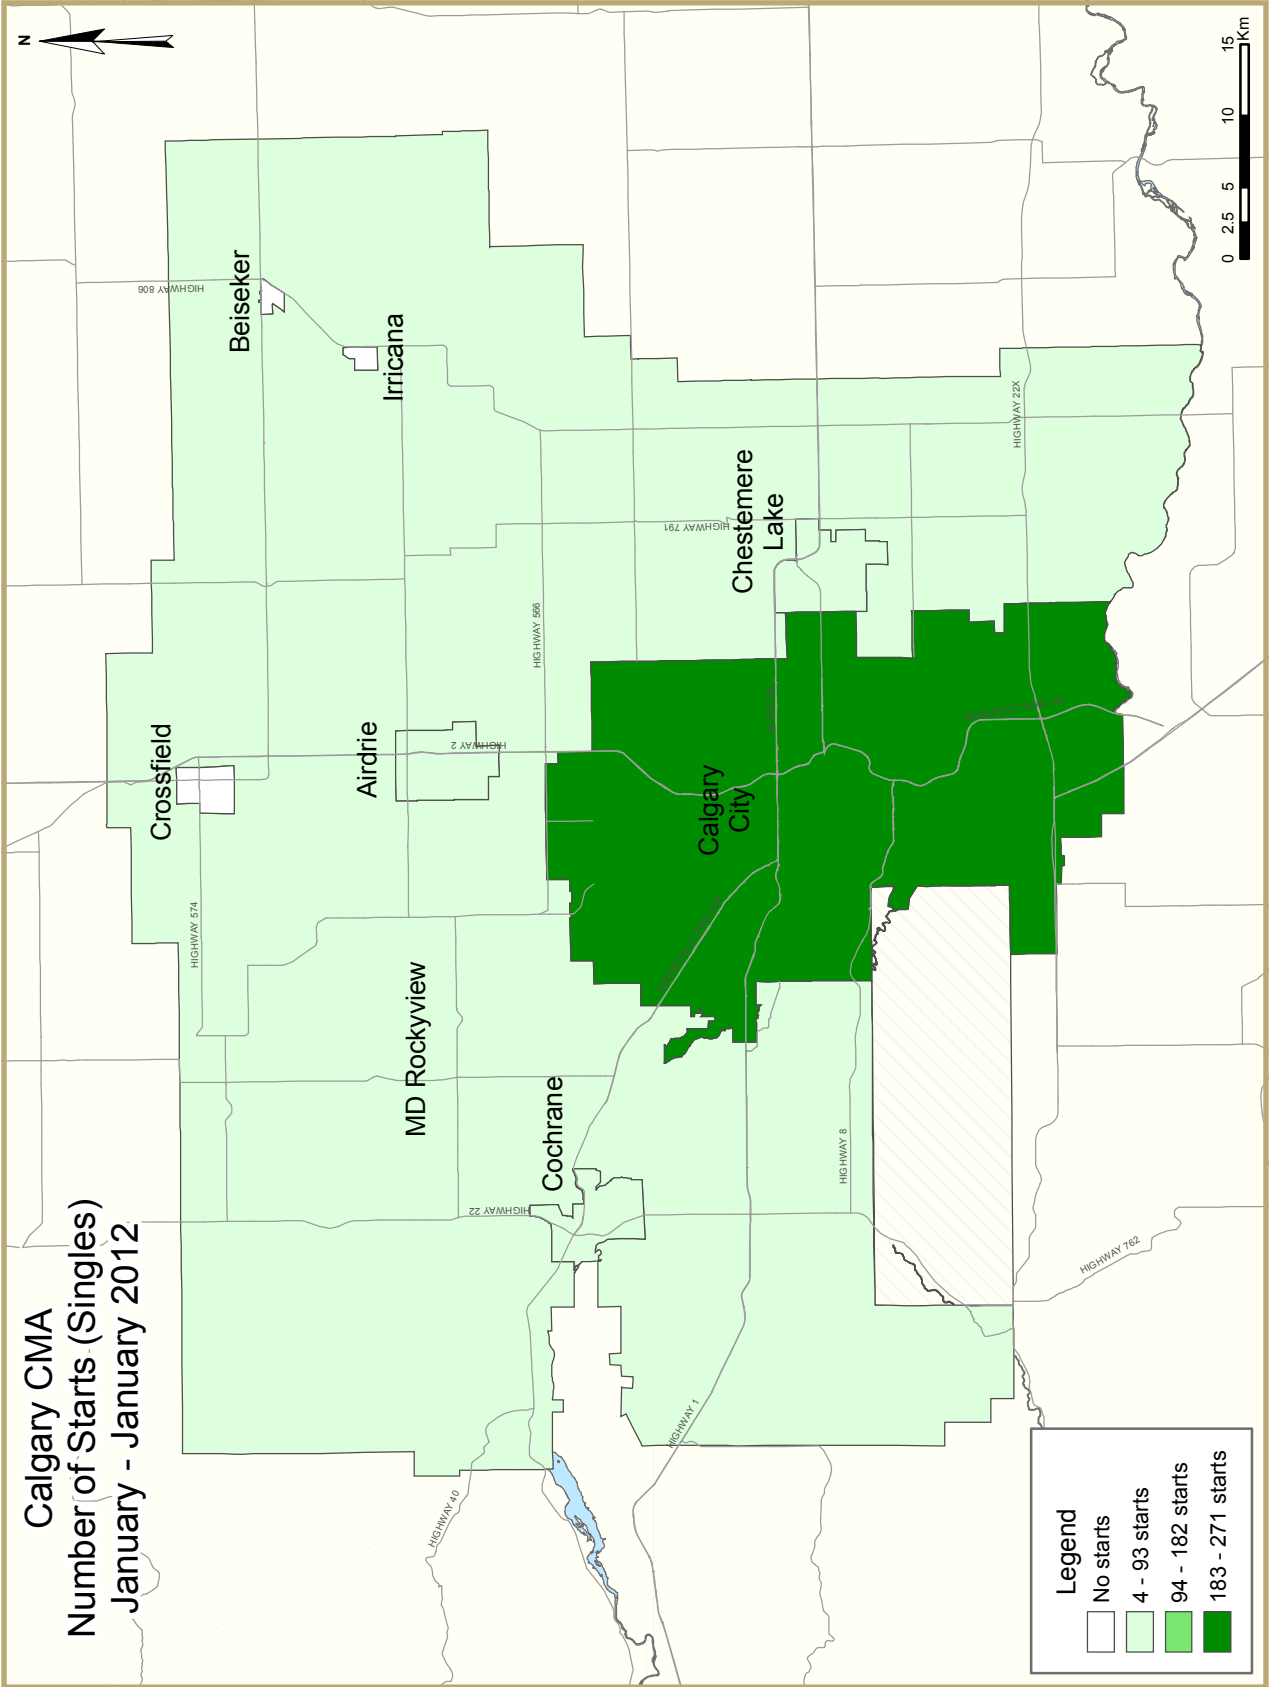 Calgary CMA
Number of Starts (Singles)
January - January 2012
N
Crossfield
Beiseker
Irricana
Airdrie
MD Rockyview
Cochrane
Calgary
City
Chestemere
Lake
HIGHWAY 806
HIGHWAY 574
HIGHWAY 2
HIGHWAY 566
HIGHWAY 791
HIGHWAY 22X
HIGHWAY 22
HIGHWAY 8
HIGHWAY 1
HIGHWAY 40
HIGHWAY 762
Legend
No starts
4 - 93 starts
94 - 182 starts
183 - 271 starts
0 2.5 5 10 15
Km